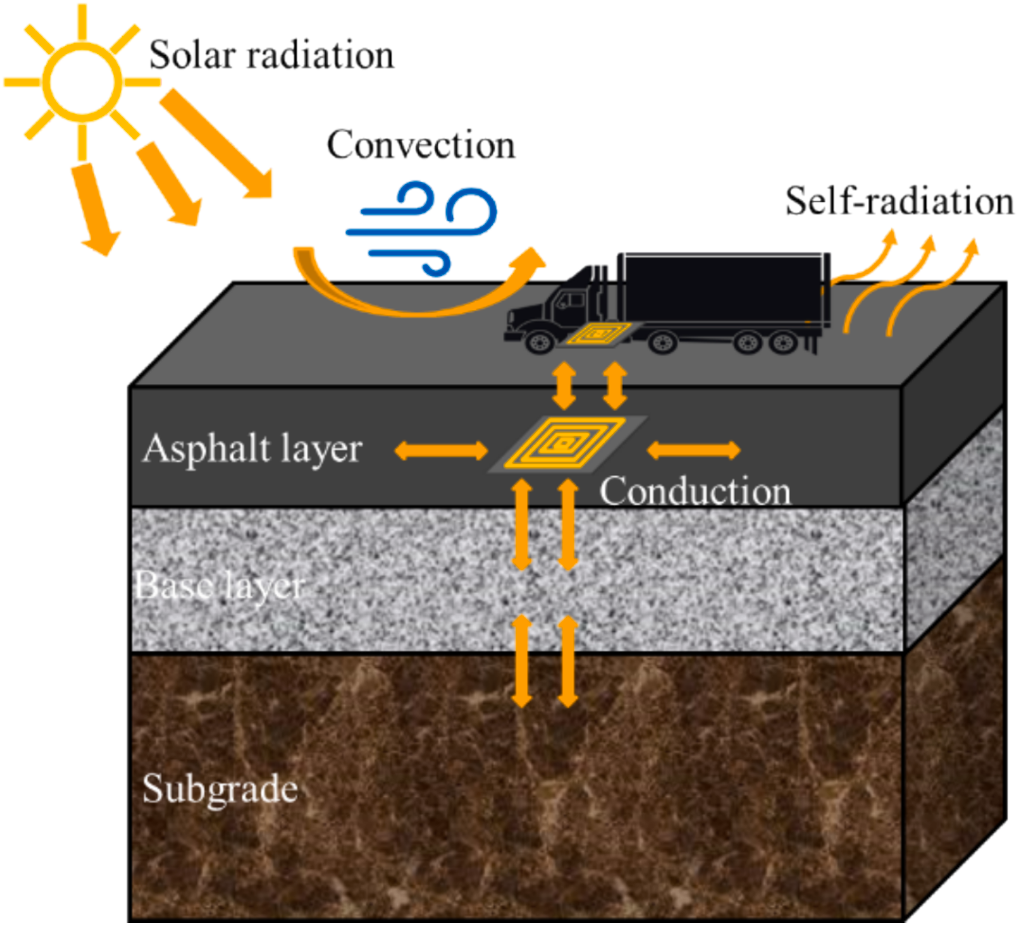 Solar radiation
Convection
Self-radiation
Asphalt layer
Conduction
Base layer
Subgrade